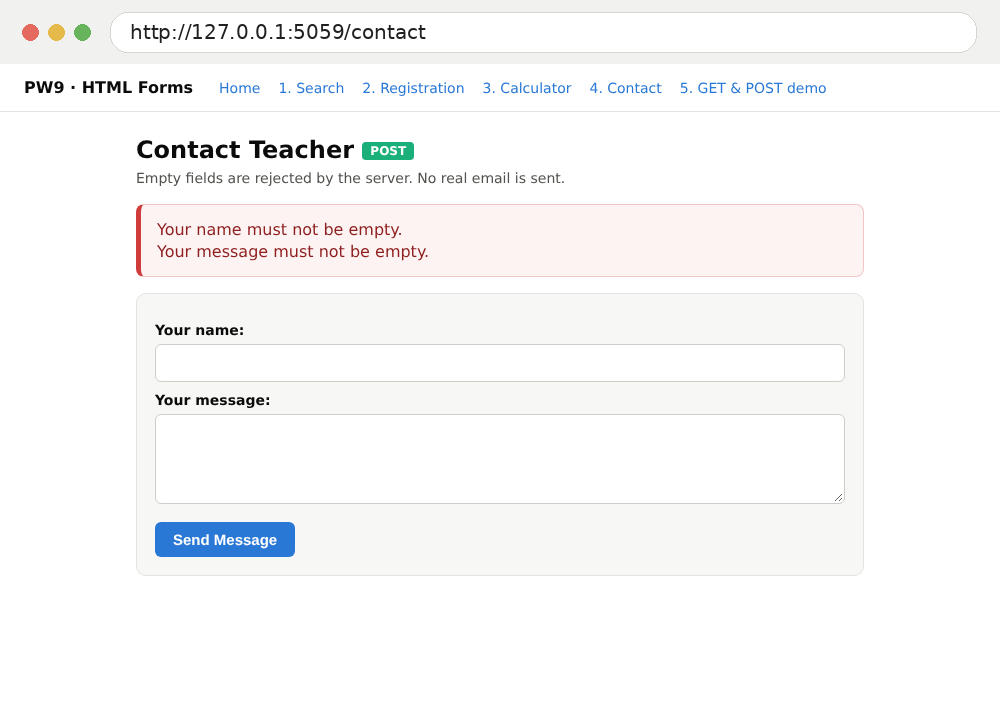 http://127.0.0.1:5059/contact
PW9 · HTML Forms Home 1. Search 2. Registration 3. Calculator 4. Contact 5. GET & POST demo
Contact Teacher POST
Empty fields are rejected by the server. No real email is sent.
Your name must not be empty.
Your message must not be empty.
Your name:
Your message:
Send Message